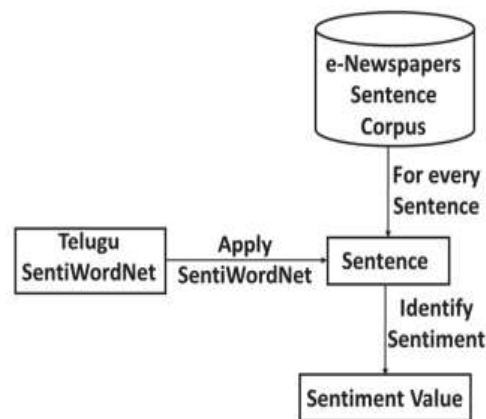 e-Newspapers
Sentence
Corpus
For every
Sentence
Telugu
SentiWordNet
Apply
SentiWordNet
Sentence
Identify
Sentiment
Sentiment Value